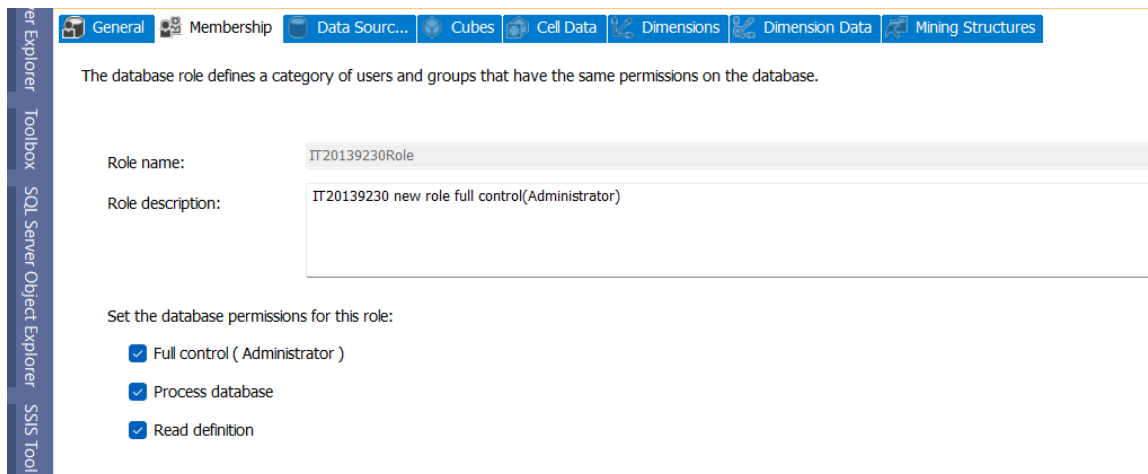 General Membership Data Sourc... Cubes Cell Data Dimensions Dimension Data Mining Structures
The database role defines a category of users and groups that have the same permissions on the database.
Role name: IT20139230Role
Role description: IT20139230 new role full control(Administrator)
Set the database permissions for this role:
Full control ( Administrator )
Process database
Read definition
er Explorer
Toolbox
SQL Server Object Explorer
SSIS Tool